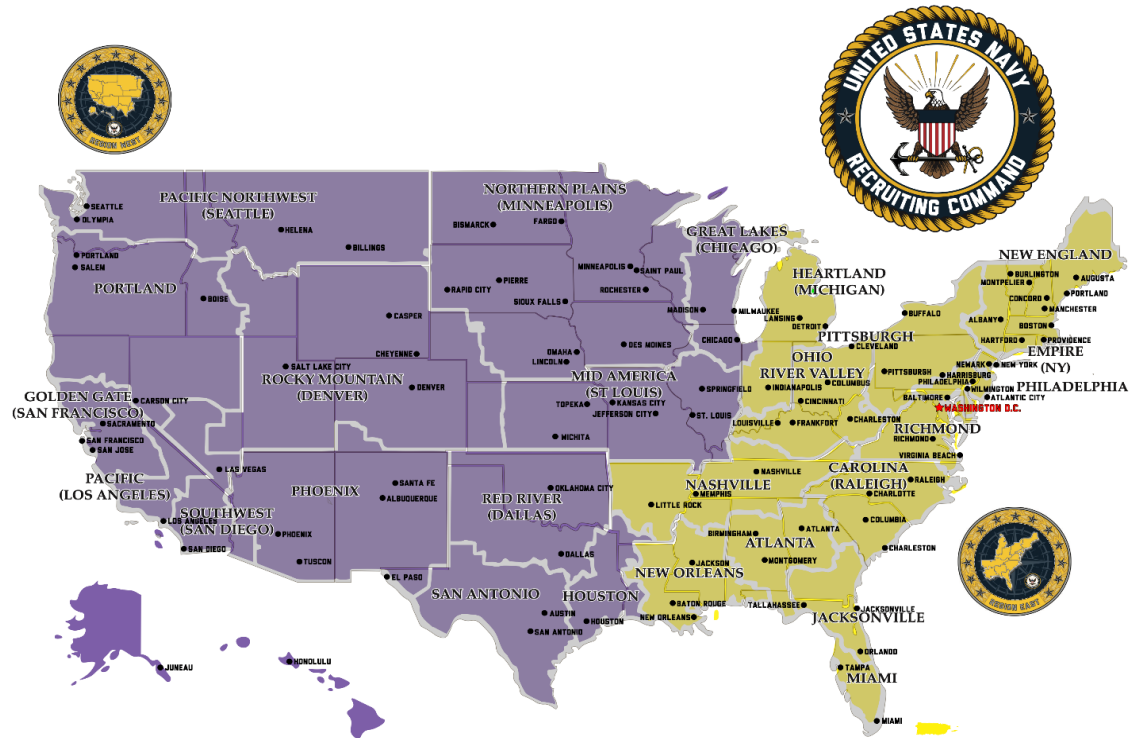 UNITED STATES NAVY
RECRUITING COMMAND
REGION WEST
PACIFIC NORTHWEST
(SEATTLE)
SEATTLE
OLYMPIA
HELENA
BILLINGS
PORTLAND
SALEM
PORTLAND
BOISE
NORTHERN PLAINS
(MINNEAPOLIS)
BISMARCK
FARGO
MINNEAPOLIS
SAINT PAUL
PIERRE
RAPID CITY
ROCHESTER
SIOUX FALLS
GREAT LAKES
(CHICAGO)
MADISON
MILWAUKEE
CHICAGO
HEARTLAND
(MICHIGAN)
LANSING
DETROIT
NEW ENGLAND
BURLINGTON
MONTPELIER
AUGUSTA
PORTLAND
CONCORD
MANCHESTER
BUFFALO
ALBANY
BOSTON
HARTFORD
PROVIDENCE
EMPIRE
(NY)
PITTSBURGH
CLEVELAND
NEWARK
NEW YORK
PITTSBURGH
HARRISBURG
PHILADELPHIA
PHILADELPHIA
WILMINGTON
BALTIMORE
ATLANTIC CITY
WASHINGTON D.C.
CASPER
CHEYENNE
SALT LAKE CITY
ROCKY MOUNTAIN
(DENVER)
DENVER
OMAHA
LINCOLN
DES MOINES
MID AMERICA
(ST LOUIS)
SPRINGFIELD
TOPEKA
KANSAS CITY
JEFFERSON CITY
ST. LOUIS
WICHITA
OHIO
RIVER VALLEY
COLUMBUS
INDIANAPOLIS
CINCINNATI
LOUISVILLE
FRANKFORT
CHARLESTON
RICHMOND
RICHMOND
VIRGINIA BEACH
GOLDEN GATE
(SAN FRANCISCO)
CARSON CITY
SACRAMENTO
SAN FRANCISCO
SAN JOSE
PACIFIC
(LOS ANGELES)
LAS VEGAS
SOUTHWEST
(SAN DIEGO)
LOS ANGELES
SAN DIEGO
PHOENIX
SANTA FE
ALBUQUERQUE
PHOENIX
TUSCON
EL PASO
RED RIVER
(DALLAS)
OKLAHOMA CITY
DALLAS
NASHVILLE
NASHVILLE
MEMPHIS
LITTLE ROCK
CAROLINA
(RALEIGH)
RALEIGH
CHARLOTTE
COLUMBIA
CHARLESTON
BIRMINGHAM
ATLANTA
ATLANTA
MONTGOMERY
JACKSON
NEW ORLEANS
BATON ROUGE
NEW ORLEANS
TALLAHASSEE
SAN ANTONIO
HOUSTON
AUSTIN
HOUSTON
SAN ANTONIO
JACKSONVILLE
JACKSONVILLE
ORLANDO
TAMPA
MIAMI
MIAMI
REGION EAST
JUNEAU
HONOLULU